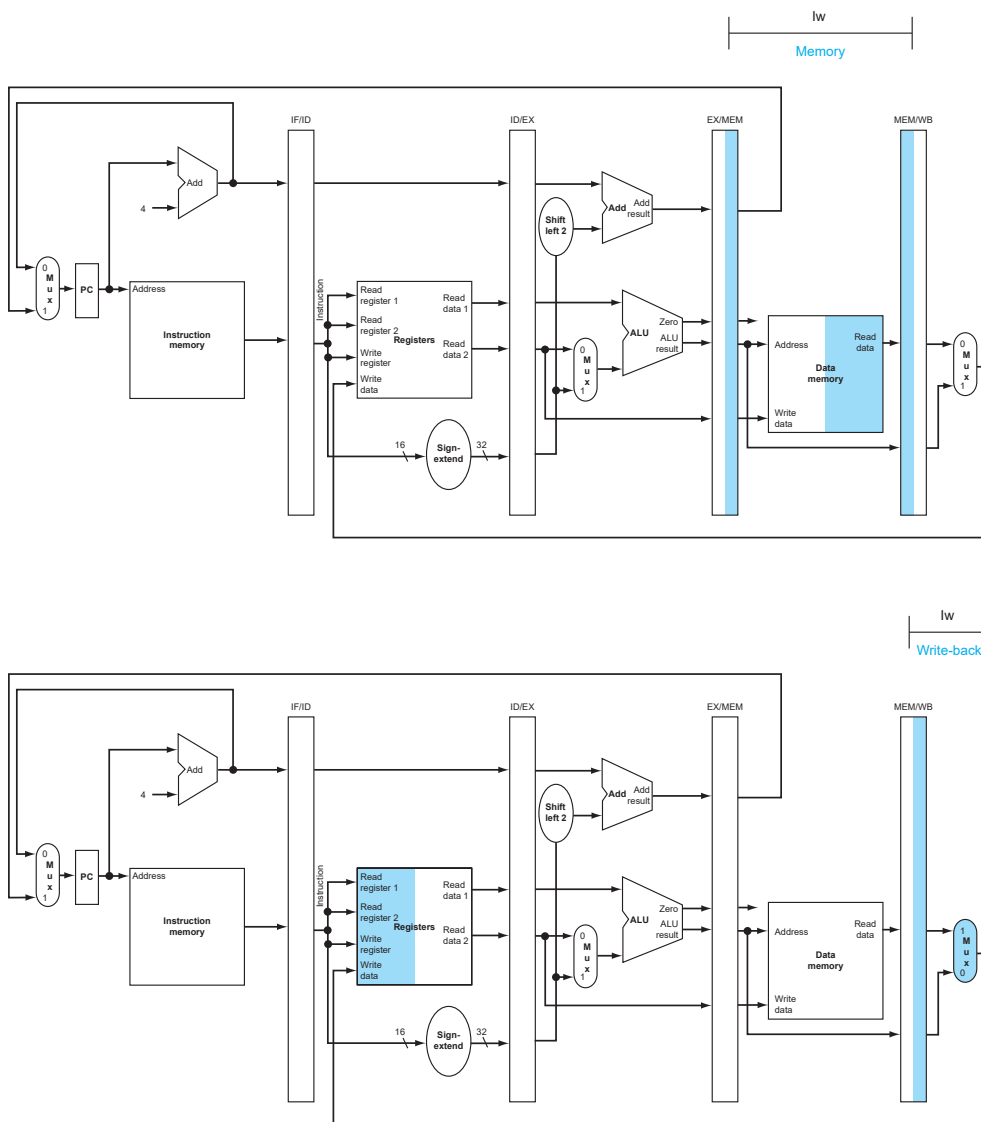 lw
Memory
IF/ID
ID/EX
EX/MEM
MEM/WB
Add
4
Shift
left 2
Add
Add
result
0
M
u
x
1
PC
Address
Instruction
memory
Instruction
Read
register 1
Read
register 2
Write
register
Write
data
Registers
Read
data 1
Read
data 2
16
Sign-
extend
32
0
M
u
x
1
ALU
Zero
ALU
result
Address
Write
data
Data
memory
Read
data
0
M
u
x
1
lw
Write-back
IF/ID
ID/EX
EX/MEM
MEM/WB
Add
4
Shift
left 2
Add
Add
result
0
M
u
x
1
PC
Address
Instruction
memory
Instruction
Read
register 1
Read
register 2
Write
register
Write
data
Registers
Read
data 1
Read
data 2
16
Sign-
extend
32
0
M
u
x
1
ALU
Zero
ALU
result
Address
Write
data
Data
memory
Read
data
1
M
u
x
0